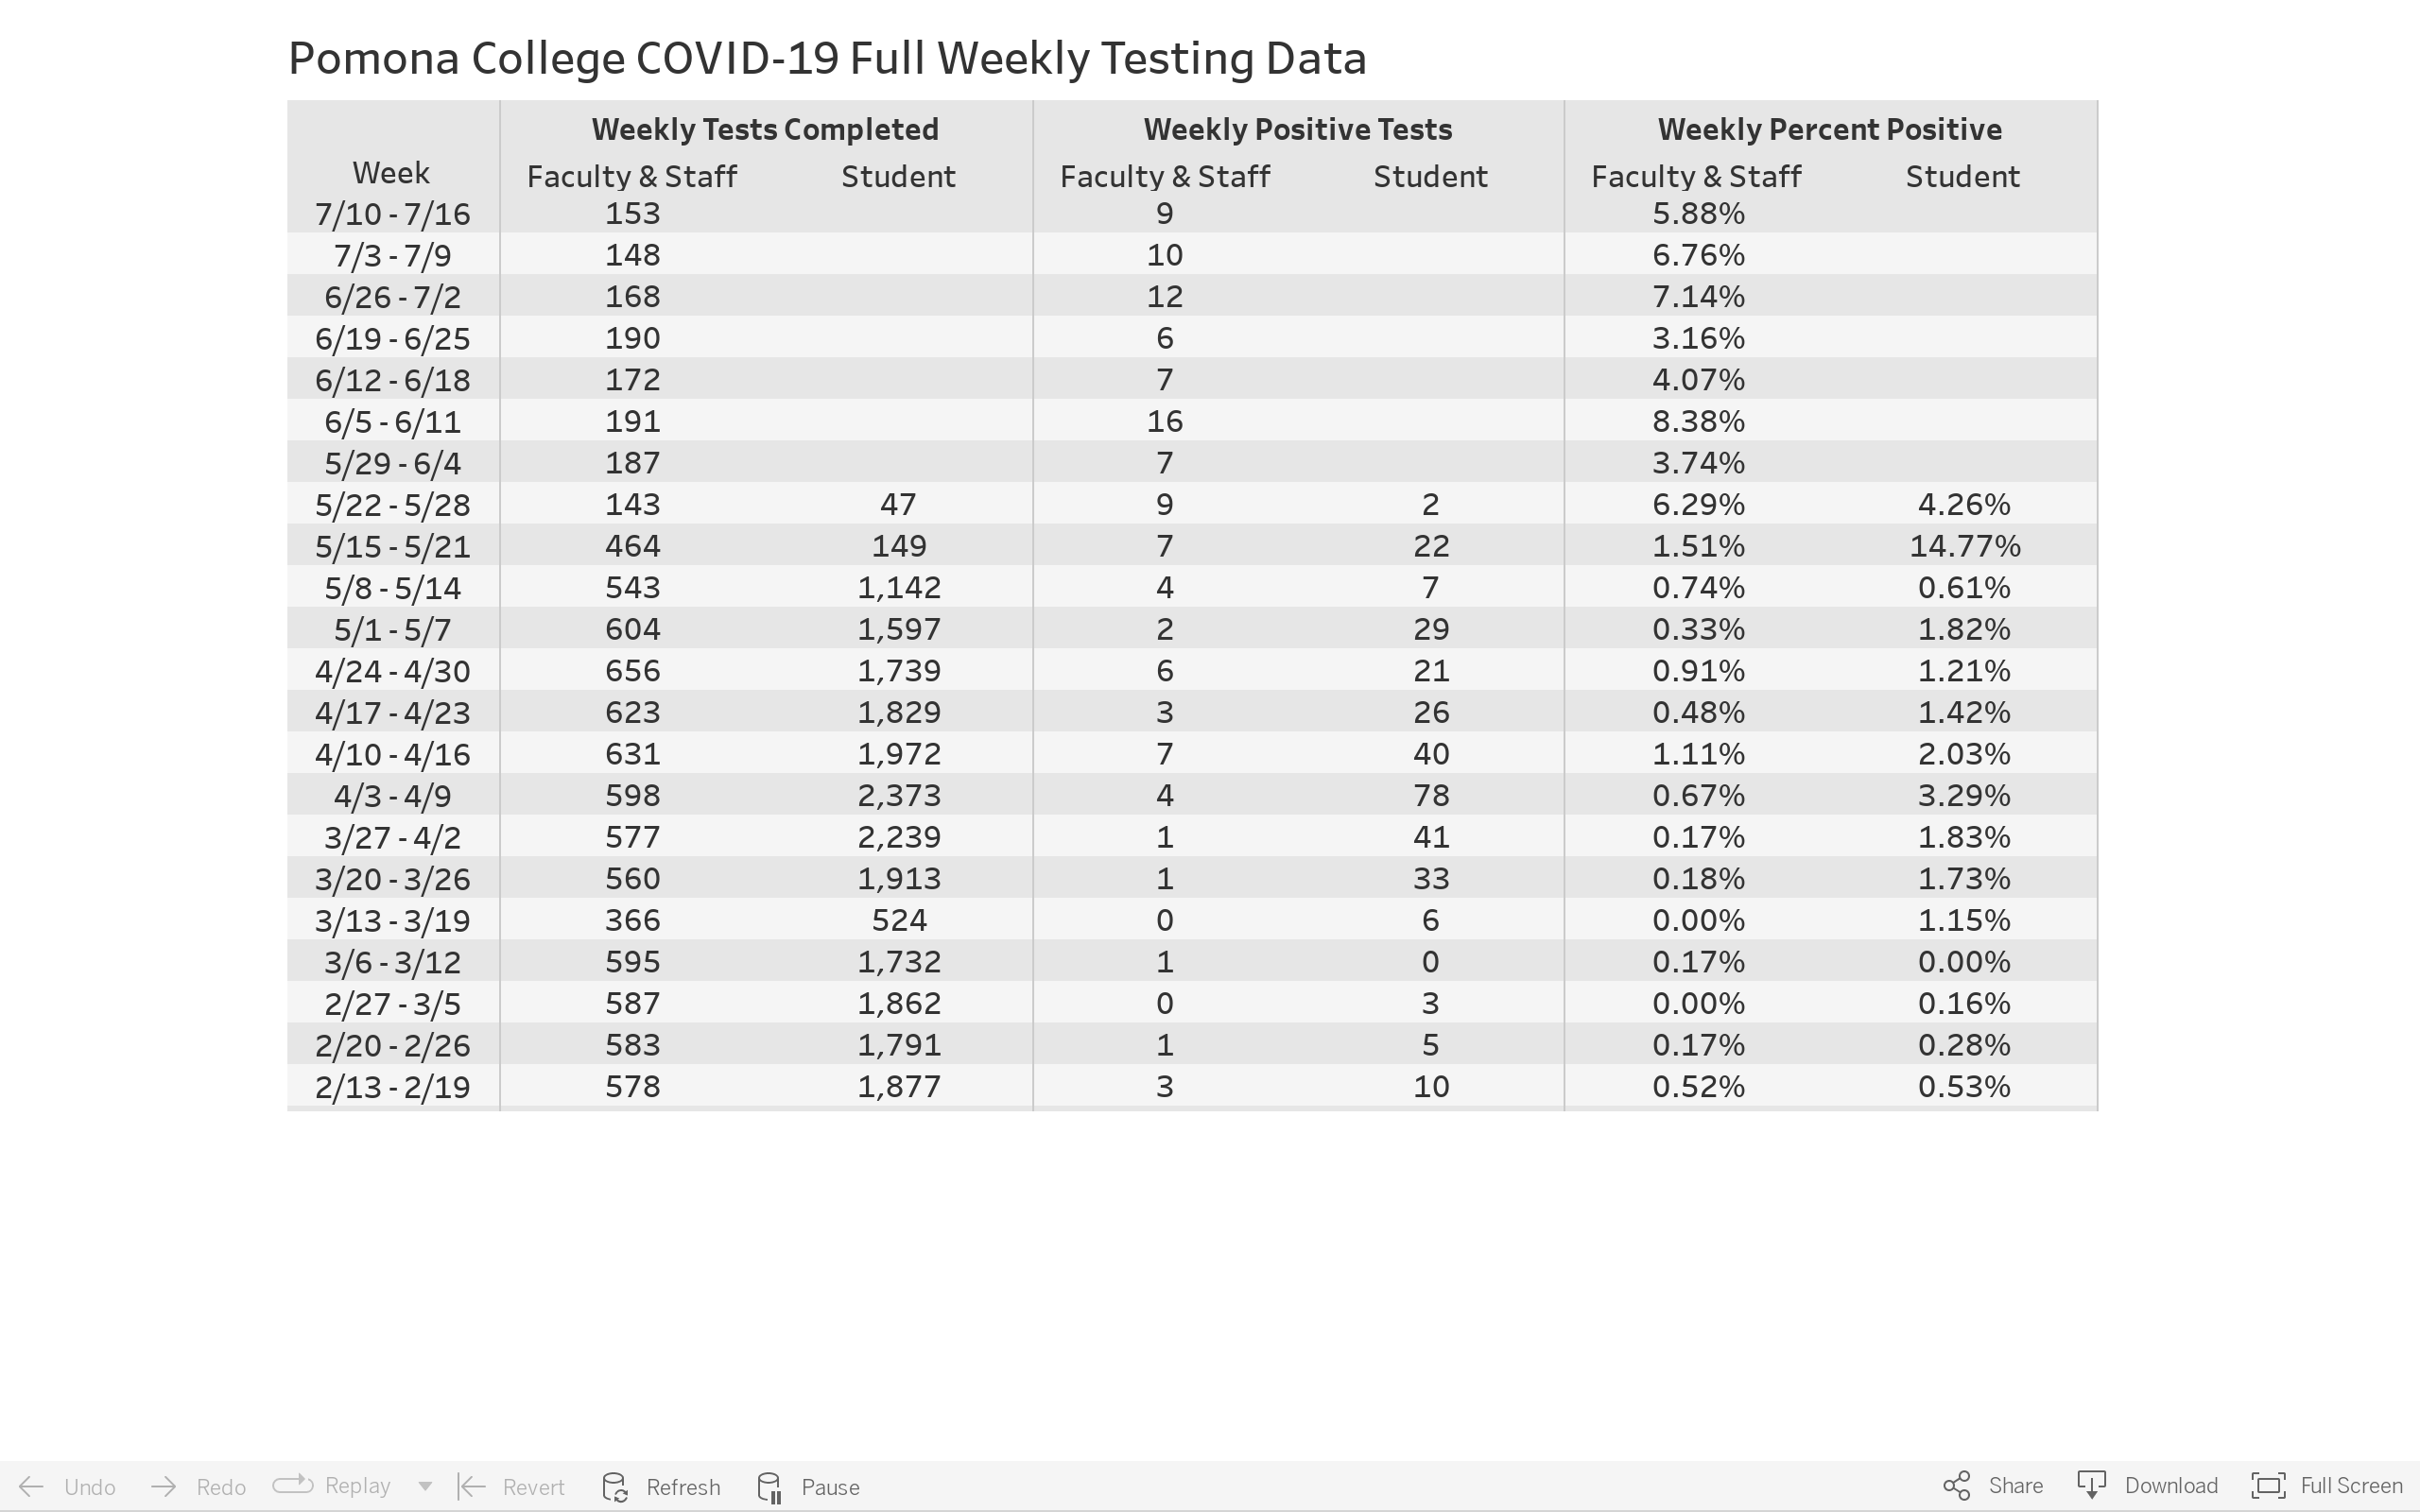 Pomona College COVID-19 Full Weekly Testing Data
Weekly Tests Completed Weekly Positive Tests Weekly Percent Positive
Week Faculty & Staff Student Faculty & Staff Student Faculty & Staff Student
7/10 - 7/16 153 9 5.88%
7/3 - 7/9 148 10 6.76%
6/26 - 7/2 168 12 7.14%
6/19 - 6/25 190 6 3.16%
6/12 - 6/18 172 7 4.07%
6/5 - 6/11 191 16 8.38%
5/29 - 6/4 187 7 3.74%
5/22 - 5/28 143 47 9 2 6.29% 4.26%
5/15 - 5/21 464 149 7 22 1.51% 14.77%
5/8 - 5/14 543 1,142 4 7 0.74% 0.61%
5/1 - 5/7 604 1,597 2 29 0.33% 1.82%
4/24 - 4/30 656 1,739 6 21 0.91% 1.21%
4/17 - 4/23 623 1,829 3 26 0.48% 1.42%
4/10 - 4/16 631 1,972 7 40 1.11% 2.03%
4/3 - 4/9 598 2,373 4 78 0.67% 3.29%
3/27 - 4/2 577 2,239 1 41 0.17% 1.83%
3/20 - 3/26 560 1,913 1 33 0.18% 1.73%
3/13 - 3/19 366 524 0 6 0.00% 1.15%
3/6 - 3/12 595 1,732 1 0 0.17% 0.00%
2/27 - 3/5 587 1,862 0 3 0.00% 0.16%
2/20 - 2/26 583 1,791 1 5 0.17% 0.28%
2/13 - 2/19 578 1,877 3 10 0.52% 0.53%
Undo Redo Replay Revert Refresh Pause Share Download Full Screen